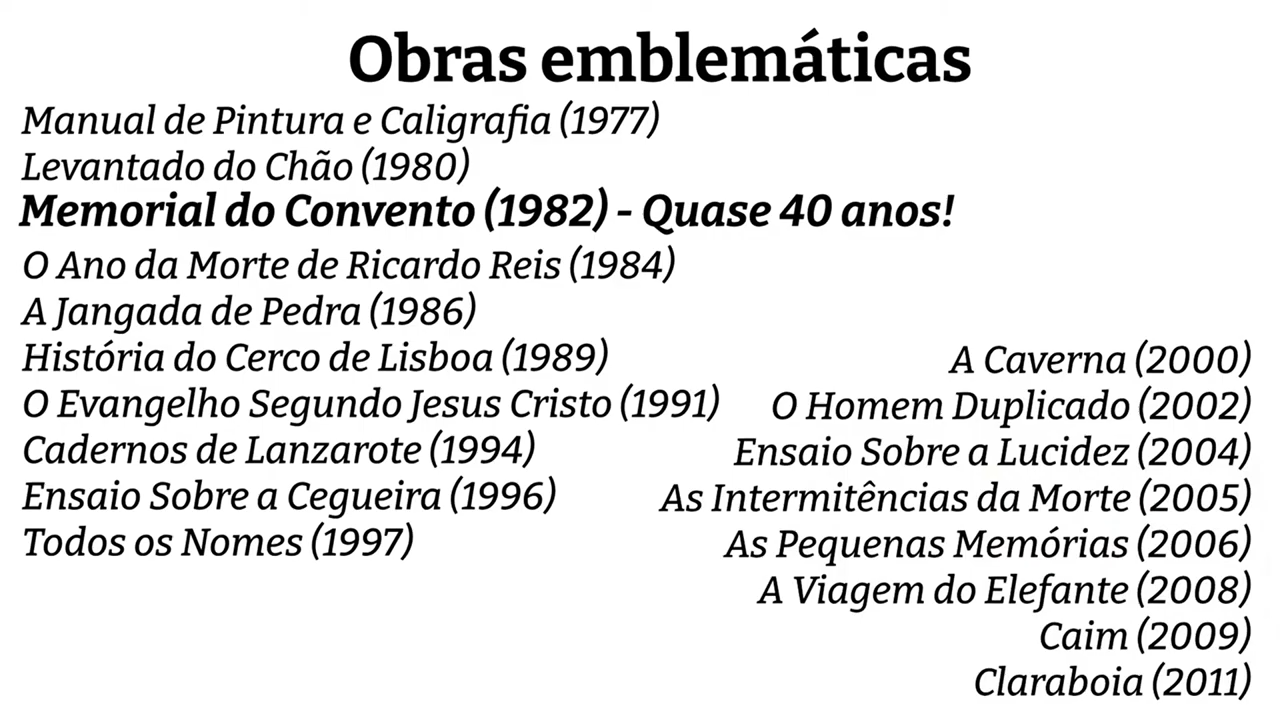 Obras emblemáticas
Manual de Pintura e Caligrafia (1977)
Levantado do Chão (1980)
Memorial do Convento (1982) - Quase 40 anos!
O Ano da Morte de Ricardo Reis (1984)
A Jangada de Pedra (1986)
História do Cerco de Lisboa (1989)
O Evangelho Segundo Jesus Cristo (1991)
Cadernos de Lanzarote (1994)
Ensaio Sobre a Cegueira (1996)
Todos os Nomes (1997)
A Caverna (2000)
O Homem Duplicado (2002)
Ensaio Sobre a Lucidez (2004)
As Intermitências da Morte (2005)
As Pequenas Memórias (2006)
A Viagem do Elefante (2008)
Caim (2009)
Claraboia (2011)